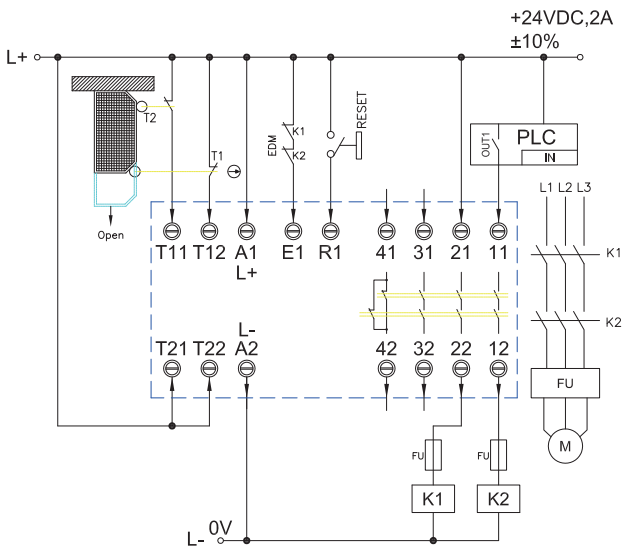 +24VDC,2A
±10%
L+
T2
T1
EDM
K1
K2
RESET
OUT1
PLC
IN
Open
L1 L2 L3
T11 T12 A1 E1 R1 41 31 21 11
L+
K1
K2
L-
T21 T22 A2 42 32 22 12
FU
M
FU
FU
K1
K2
L- 0V